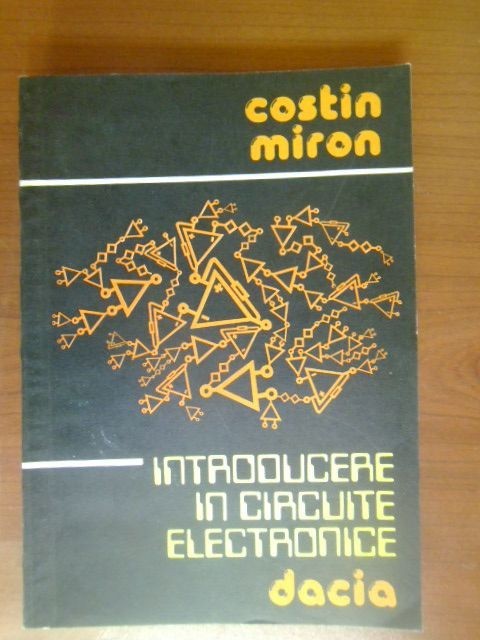 costin
miron
INTRODUCERE
IN CIRCUITE
ELECTRONICE
dacia